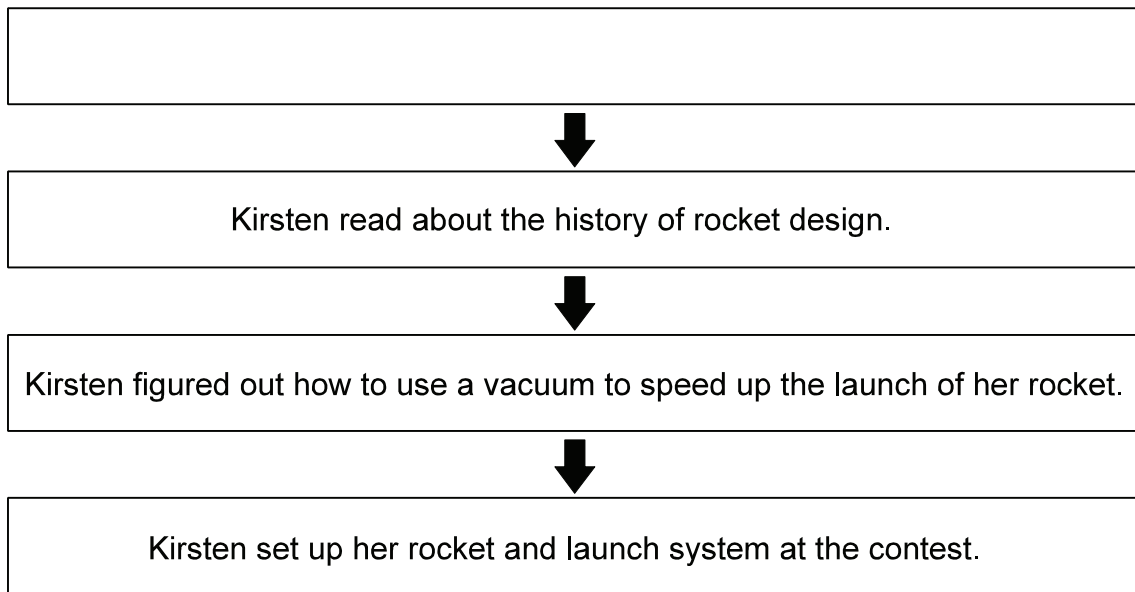 Kirsten read about the history of rocket design.
Kirsten figured out how to use a vacuum to speed up the launch of her rocket.
Kirsten set up her rocket and launch system at the contest.